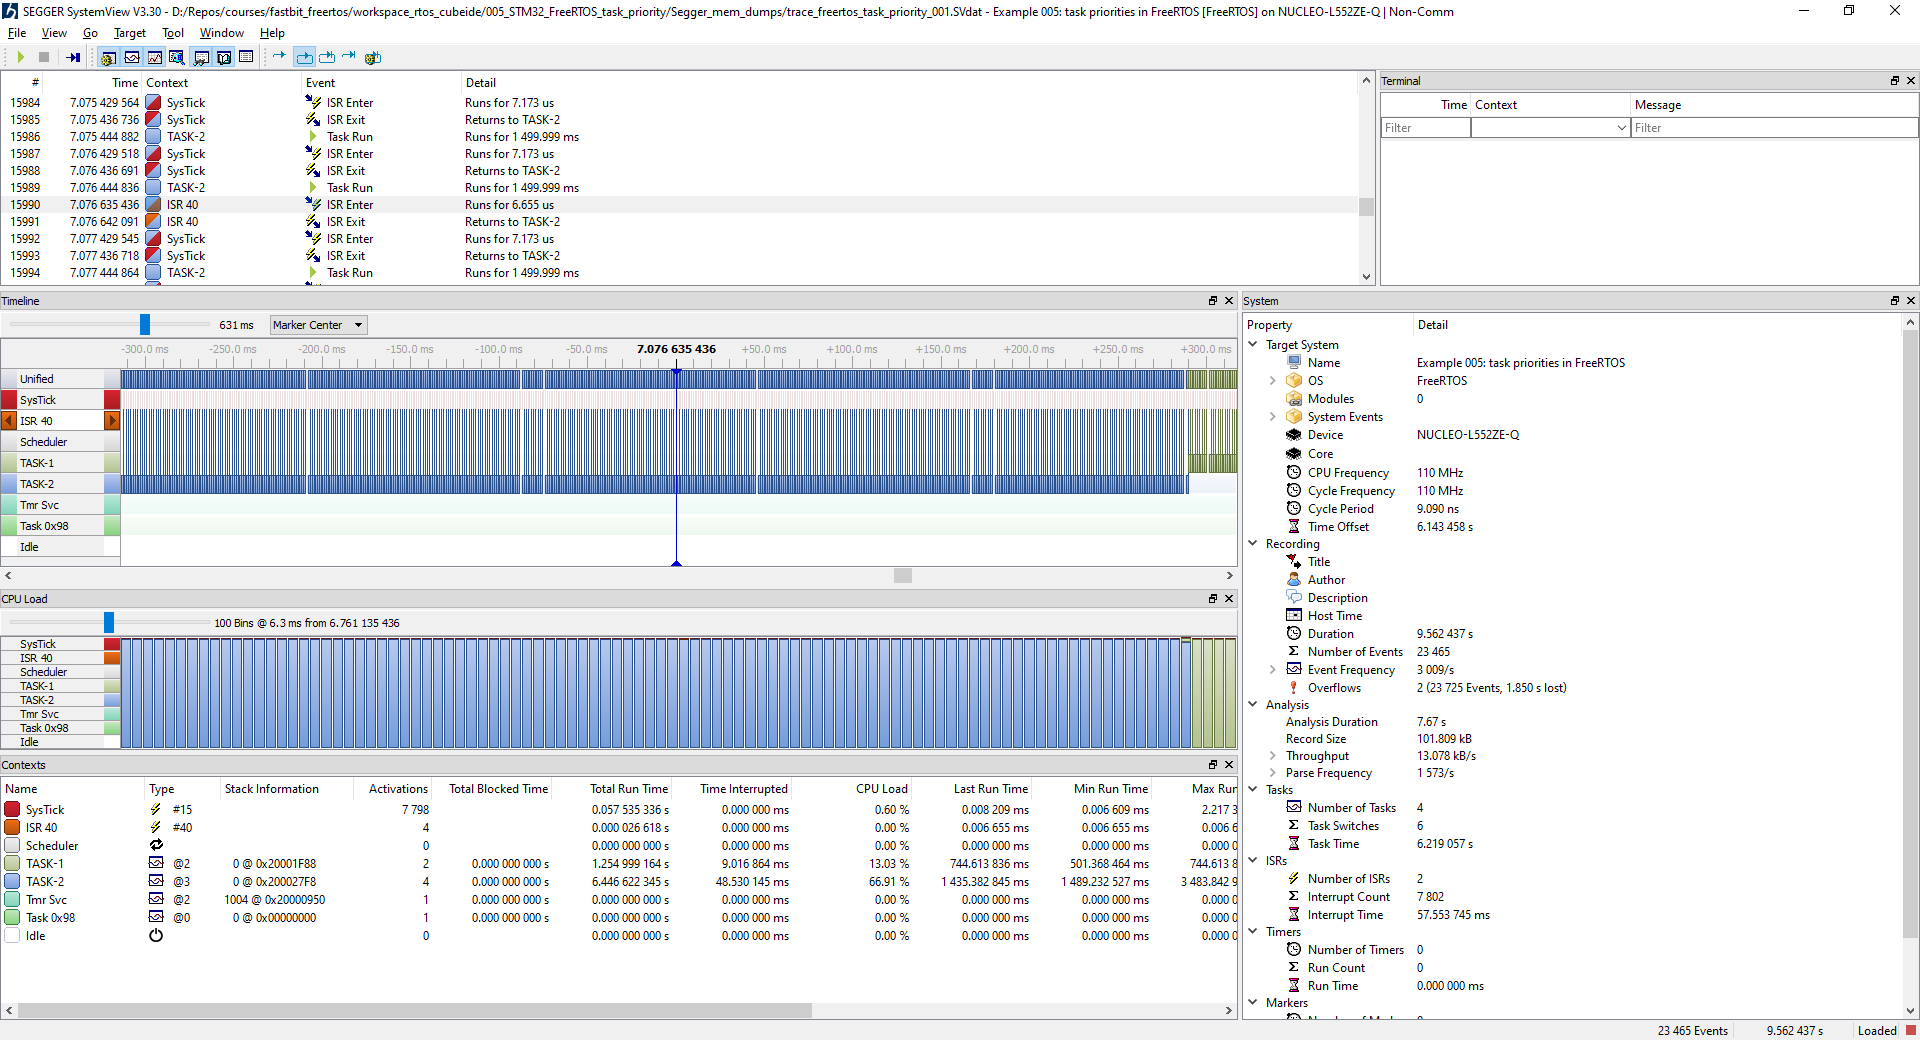 SEGGER SystemView V3.30 - D:/Repos/courses/fastbit_freertos/workspace_rtos_cubeide/005_STM32_FreeRTOS_task_priority/Segger_mem_dumps/trace_freertos_task_priority_001.SVdat - Example 005: task priorities in FreeRTOS [FreeRTOS] on NUCLEO-L552ZE-Q | Non-Comm
File View Go Target Tool Window Help
# Time Context Event Detail
15984 7.075 429 564 SysTick ISR Enter Runs for 7.173 us
15985 7.075 436 736 SysTick ISR Exit Returns to TASK-2
15986 7.075 444 882 TASK-2 Task Run Runs for 1 499.999 ms
15987 7.076 429 518 SysTick ISR Enter Runs for 7.173 us
15988 7.076 436 691 SysTick ISR Exit Returns to TASK-2
15989 7.076 444 836 TASK-2 Task Run Runs for 1 499.999 ms
15990 7.076 635 436 ISR 40 ISR Enter Runs for 6.655 us
15991 7.076 642 091 ISR 40 ISR Exit Returns to TASK-2
15992 7.077 429 545 SysTick ISR Enter Runs for 7.173 us
15993 7.077 436 718 SysTick ISR Exit Returns to TASK-2
15994 7.077 444 864 TASK-2 Task Run Runs for 1 499.999 ms
Terminal
Time Context Message
Filter Filter
Timeline
631 ms Marker Center
-300.0 ms -250.0 ms -200.0 ms -150.0 ms -100.0 ms -50.0 ms 7.076 635 436 +50.0 ms +100.0 ms +150.0 ms +200.0 ms +250.0 ms +300.0 ms
Unified
SysTick
ISR 40
Scheduler
TASK-1
TASK-2
Tmr Svc
Task 0x98
Idle
CPU Load
100 Bins @ 6.3 ms from 6.761 135 436
SysTick
ISR 40
Scheduler
TASK-1
TASK-2
Tmr Svc
Task 0x98
Idle
Contexts
Name Type Stack Information Activations Total Blocked Time Total Run Time Time Interrupted CPU Load Last Run Time Min Run Time Max Run
SysTick #15 7 798 0.057 535 336 s 0.000 000 ms 0.60 % 0.008 209 ms 0.006 609 ms 2.217 3
ISR 40 #40 4 0.000 026 618 s 0.000 000 ms 0.00 % 0.006 655 ms 0.006 655 ms 0.006 6
Scheduler 0 0.000 000 000 s 0.000 000 ms 0.00 % 0.000 000 ms 0.000 000 ms 0.000 0
TASK-1 @2 0 @ 0x20001F88 2 0.000 000 000 s 1.254 999 164 s 9.016 864 ms 13.03 % 744.613 836 ms 501.368 464 ms 744.613 8
TASK-2 @3 0 @ 0x200027F8 4 0.000 000 000 s 6.446 622 345 s 48.530 145 ms 66.91 % 1 435.382 845 ms 1 489.232 527 ms 3 483.842 9
Tmr Svc @2 1004 @ 0x20000950 1 0.000 000 000 s 0.000 000 000 s 0.000 000 ms 0.00 % 0.000 000 ms 0.000 000 ms 0.000 0
Task 0x98 @0 0 @ 0x00000000 1 0.000 000 000 s 0.000 000 000 s 0.000 000 ms 0.00 % 0.000 000 ms 0.000 000 ms 0.000 0
Idle 0 0.000 000 000 s 0.000 000 ms 0.00 % 0.000 000 ms 0.000 000 ms 0.000 0
System
Property Detail
Target System
Name Example 005: task priorities in FreeRTOS
OS FreeRTOS
Modules 0
System Events
Device NUCLEO-L552ZE-Q
Core
CPU Frequency 110 MHz
Cycle Frequency 110 MHz
Cycle Period 9.090 ns
Time Offset 6.143 458 s
Recording
Title
Author
Description
Host Time
Duration 9.562 437 s
Number of Events 23 465
Event Frequency 3 009/s
Overflows 2 (23 725 Events, 1.850 s lost)
Analysis
Analysis Duration 7.67 s
Record Size 101.809 kB
Throughput 13.078 kB/s
Parse Frequency 1 573/s
Tasks
Number of Tasks 4
Task Switches 6
Task Time 6.219 057 s
ISRs
Number of ISRs 2
Interrupt Count 7 802
Interrupt Time 57.553 745 ms
Timers
Number of Timers 0
Run Count 0
Run Time 0.000 000 ms
Markers
23 465 Events 9.562 437 s Loaded